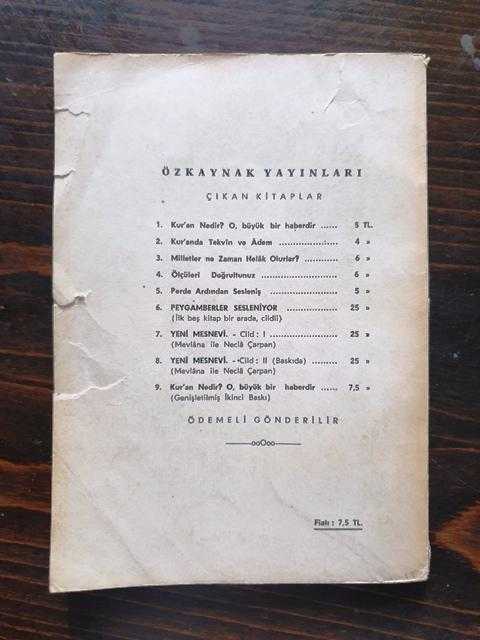 ÖZKAYNAK YAYINLARI
ÇIKAN KİTAPLAR
1. Kur'an Nedir? O, büyük bir haberdir ...... 5 TL.
2. Kur'anda Tekvîn ve Âdem .................... 4 »
3. Milletler ne Zaman Helâk Olurlar? .......... 6 »
4. Ölçüleri Doğrultunuz ....................... 6 »
5. Perde Ardından Sesleniş .................... 5 »
6. PEYGAMBERLER SESLENİYOR ................ 25 »
(İlk beş kitap bir arada, cildli)
7. YENİ MESNEVİ. - Cild : I .................. 25 »
(Mevlâna ile Neclâ Çarpan)
8. YENİ MESNEVİ. - Cild : II (Baskıda) ......... 25 »
(Mevlâna ile Neclâ Çarpan)
9. Kur'an Nedir? O, büyük bir haberdir ...... 7,5 »
(Genişletilmiş İkinci Baskı)
ÖDEMELİ GÖNDERİLİR
ooOoo
Fiatı : 7,5 TL.